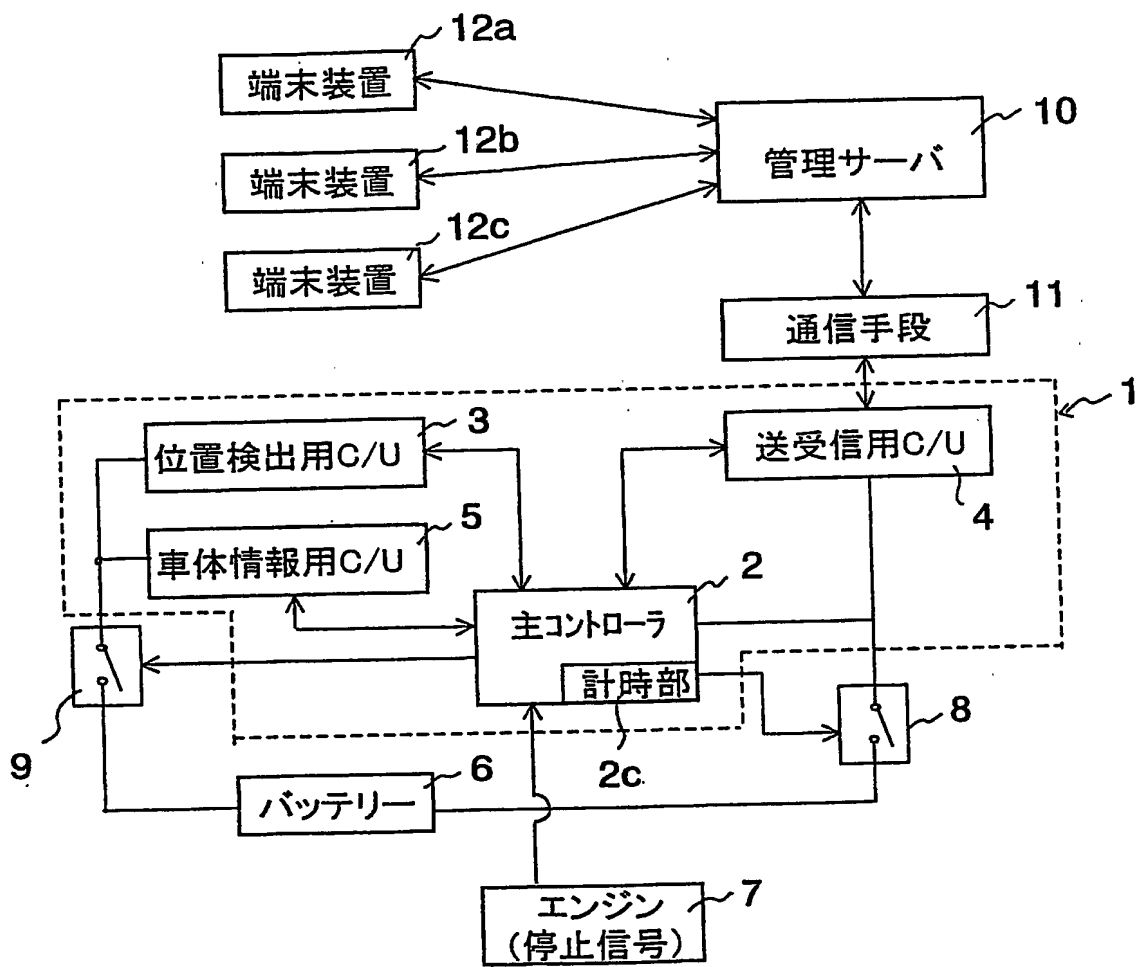 12a
端末装置
10
12b
管理サーバ
端末装置
12c
端末装置
11
通信手段
1
3
位置検出用C/U
送受信用C/U
4
5
車体情報用C/U
2
主コントローラ
計時部
8
9
2c
6
バッテリー
7
エンジン
(停止信号)